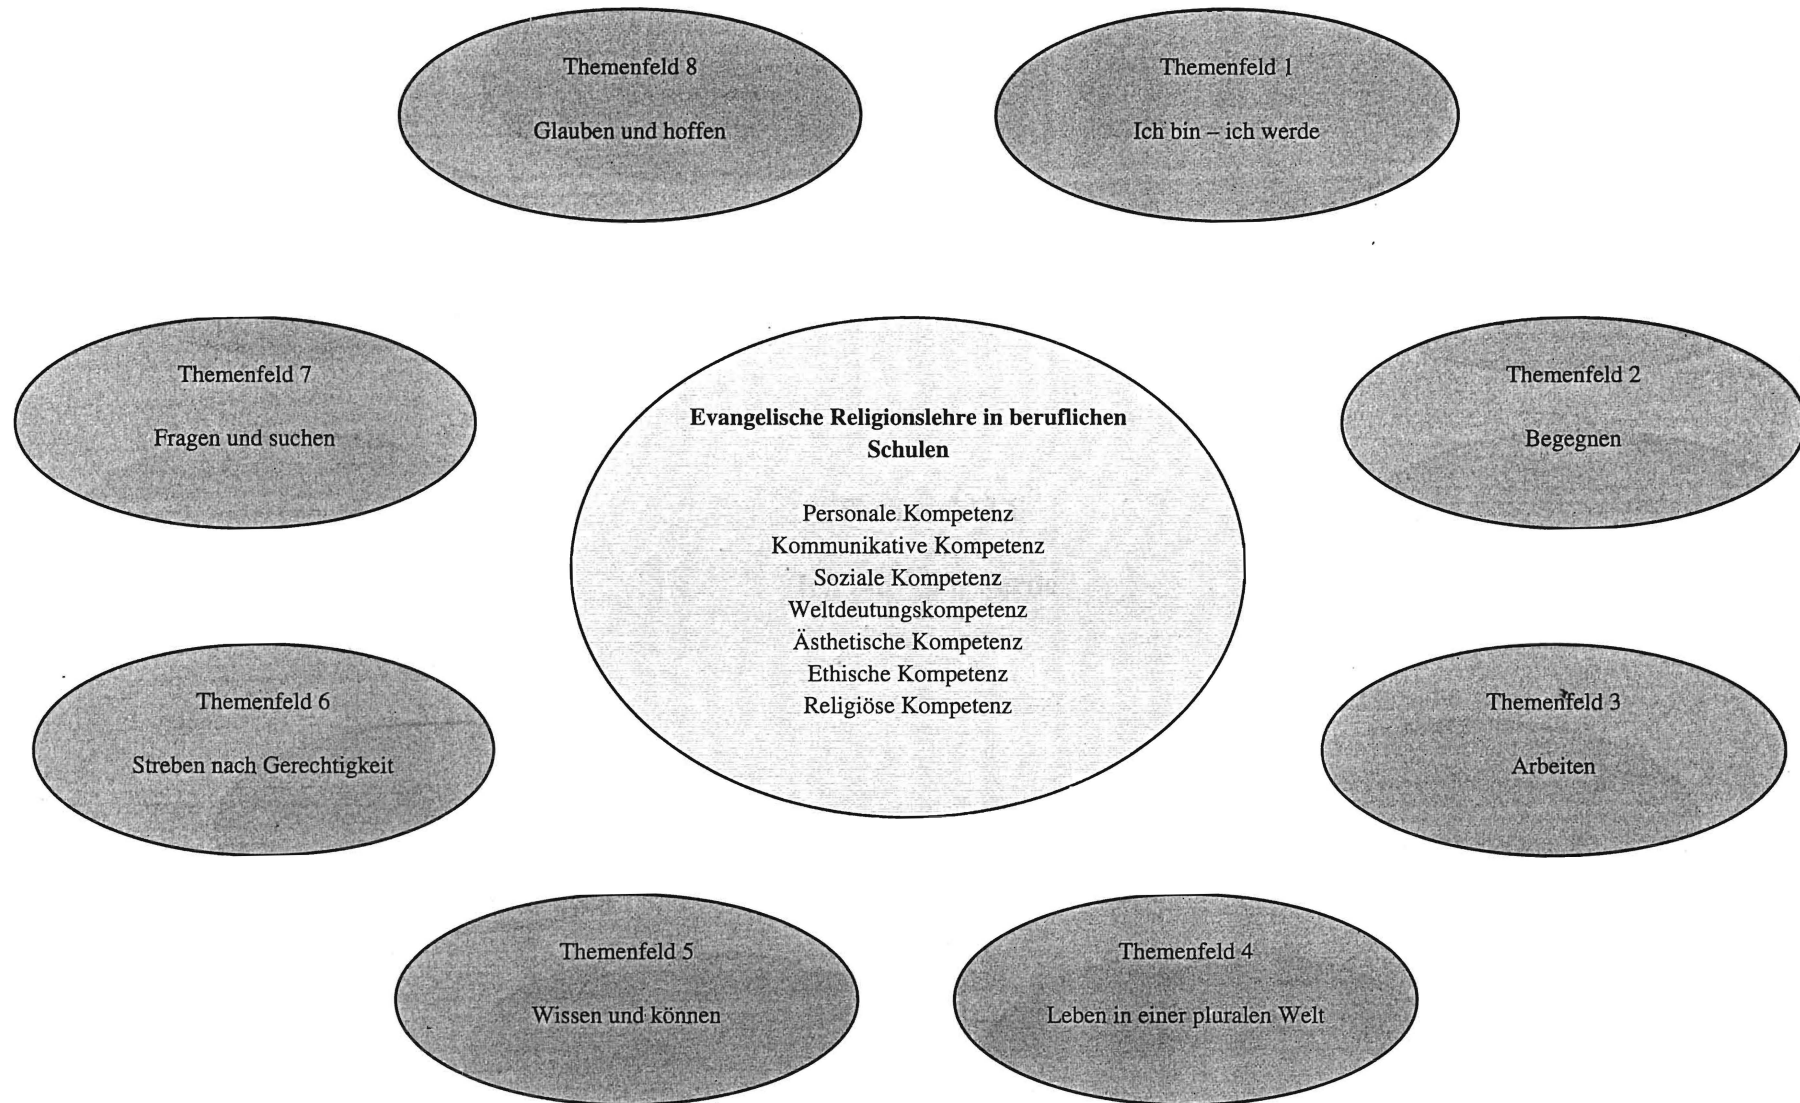 Themenfeld 8
Glauben und hoffen
Themenfeld 1
Ich bin – ich werde
Themenfeld 7
Fragen und suchen
Evangelische Religionslehre in beruflichen
Schulen
Personale Kompetenz
Kommunikative Kompetenz
Soziale Kompetenz
Weltdeutungskompetenz
Ästhetische Kompetenz
Ethische Kompetenz
Religiöse Kompetenz
Themenfeld 2
Begegnen
Themenfeld 6
Streben nach Gerechtigkeit
Themenfeld 3
Arbeiten
Themenfeld 5
Wissen und können
Themenfeld 4
Leben in einer pluralen Welt